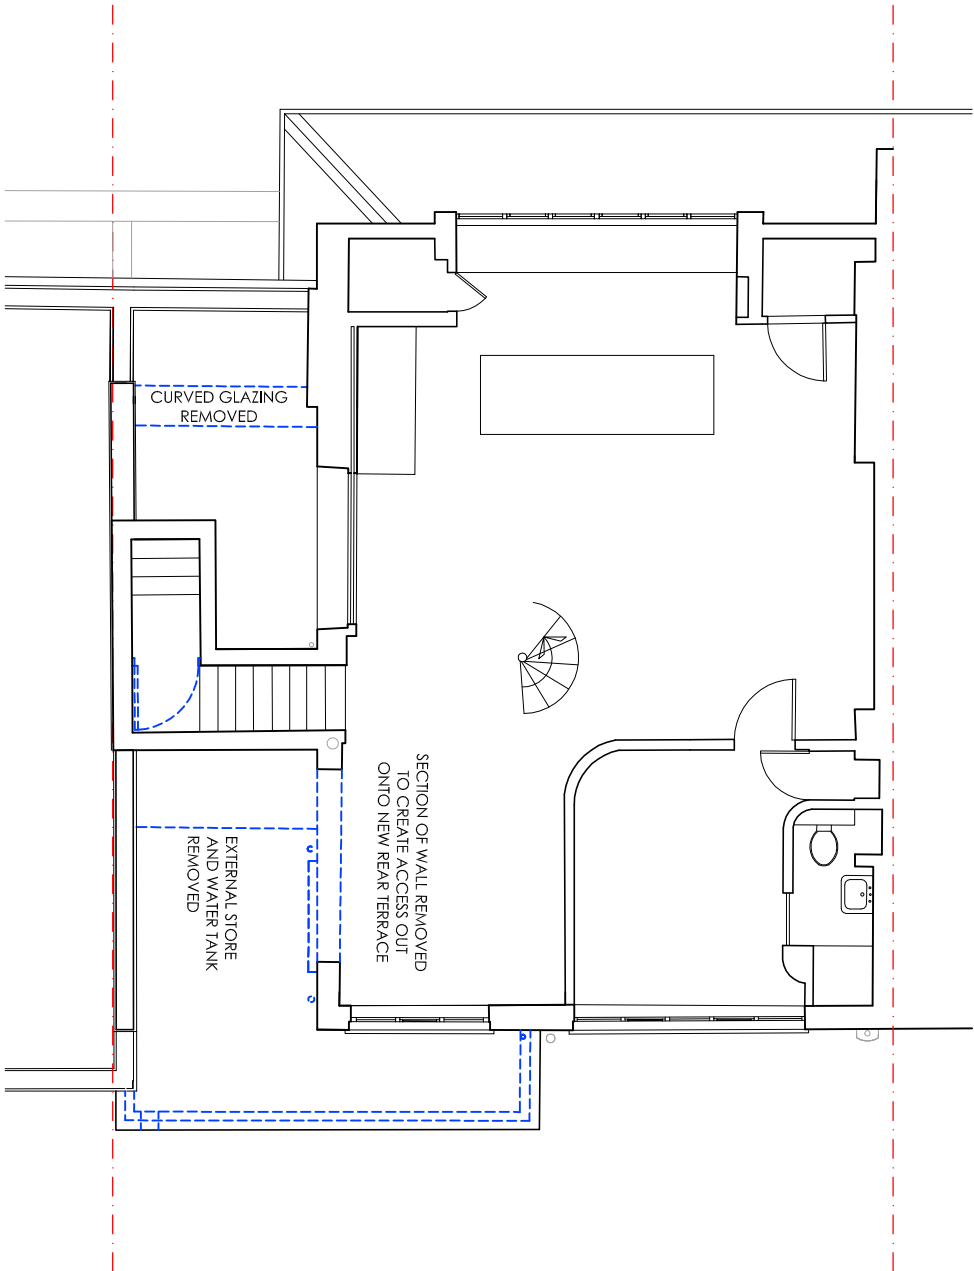 CURVED GLAZING
REMOVED
SECTION OF WALL REMOVED
TO CREATE ACCESS OUT
ONTO NEW REAR TERRACE
EXTERNAL STORE
AND WATER TANK
REMOVED